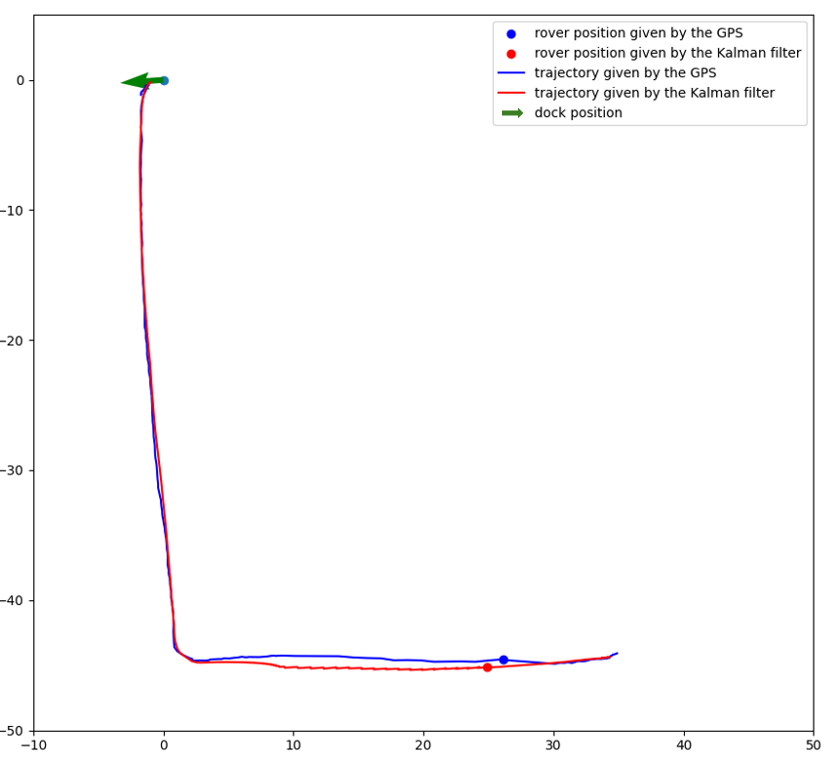 rover position given by the GPS
rover position given by the Kalman filter
trajectory given by the GPS
trajectory given by the Kalman filter
dock position
0
−10
−20
−30
−40
−50
−10 0 10 20 30 40 50